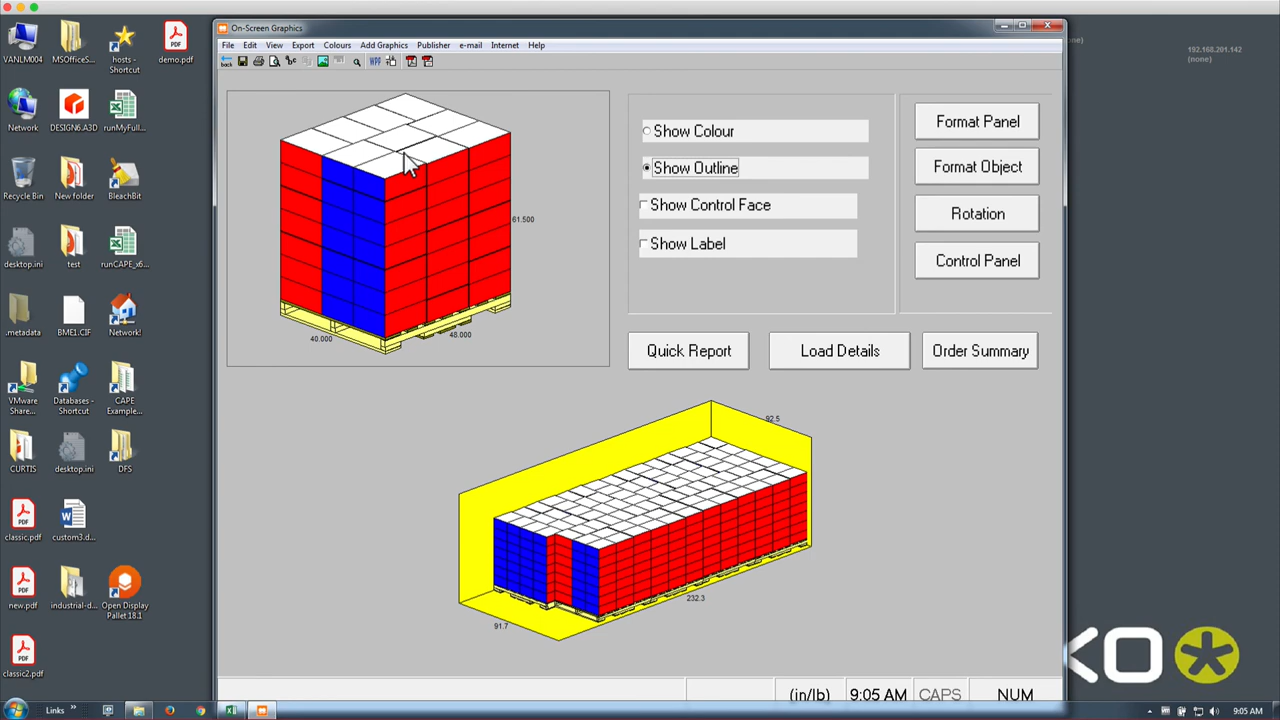 On-Screen Graphics
File Edit View Export Colours Add Graphics Publisher e-mail Internet Help
back
WPF
61.500
40.000
48.000
Show Colour
Show Outline
Show Control Face
Show Label
Format Panel
Format Object
Rotation
Control Panel
Quick Report
Load Details
Order Summary
92.5
232.3
91.7
(in/lb)
9:05 AM
CAPS
NUM
192.168.201.142
(none)
VANLM004
MSOfficeS...
hosts -
Shortcut
demo.pdf
Network
DESIGN6.A3D
runMyFull...
Recycle Bin
New folder
BleachBit
desktop.ini
test
runCAPE_x6...
.metadata
BME1.CIF
Network!
VMware
Share...
Databases -
Shortcut
CAPE
Example...
CURTIS
desktop.ini
DFS
classic.pdf
custom3.d...
new.pdf
industrial-d...
Open Display
Pallet 18.1
classic2.pdf
KO
Links
9:05 AM